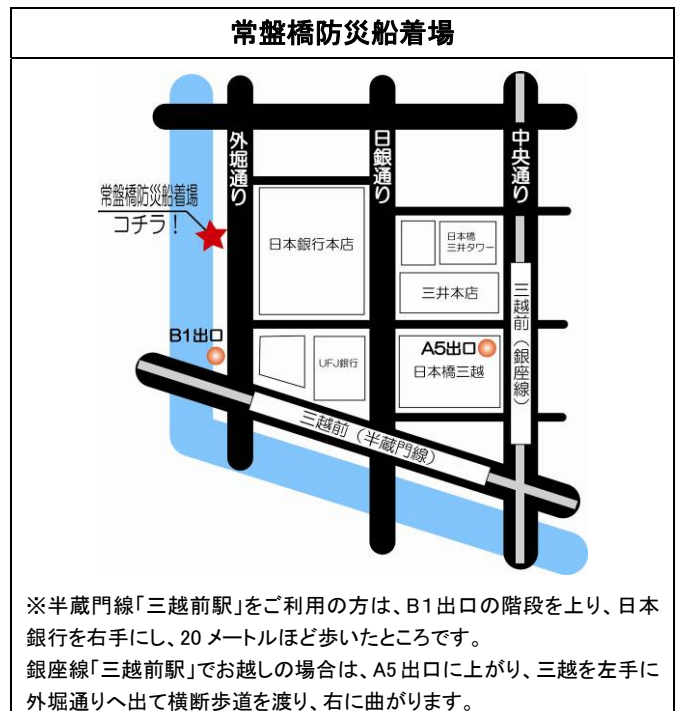 常盤橋防災船着場
外堀通り
日銀通り
中央通り
常盤橋防災船着場
コチラ！
日本銀行本店
日本橋
三井タワー
三井本店
三越前（銀座線）
B1出口
UFJ銀行
A5出口
日本橋三越
三越前（半蔵門線）
※半蔵門線「三越前駅」をご利用の方は、B1出口の階段を上り、日本
銀行を右手にし、20メートルほど歩いたところです。
銀座線「三越前駅」でお越しの場合は、A5出口に上がり、三越を左手に
外堀通りへ出て横断歩道を渡り、右に曲がります。